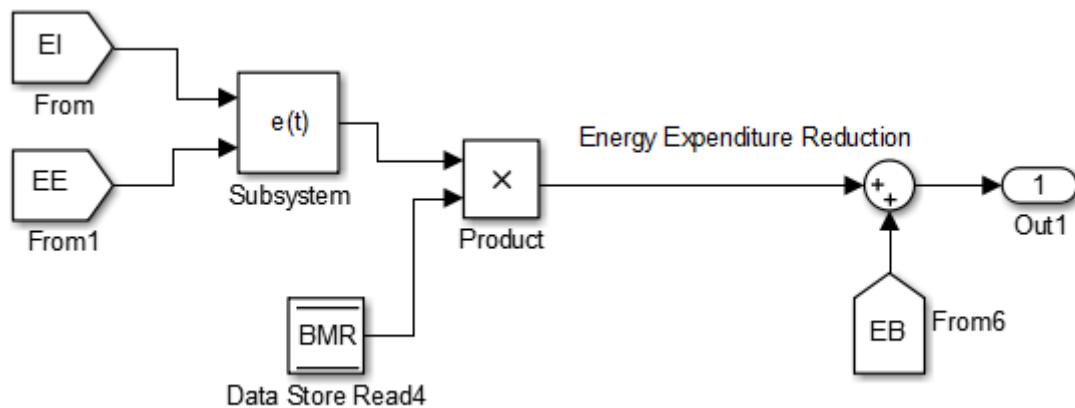 EI
From
e(t)
EE
From1
Subsystem
×
Product
Energy Expenditure Reduction
+
+
1
Out1
BMR
Data Store Read4
EB
From6